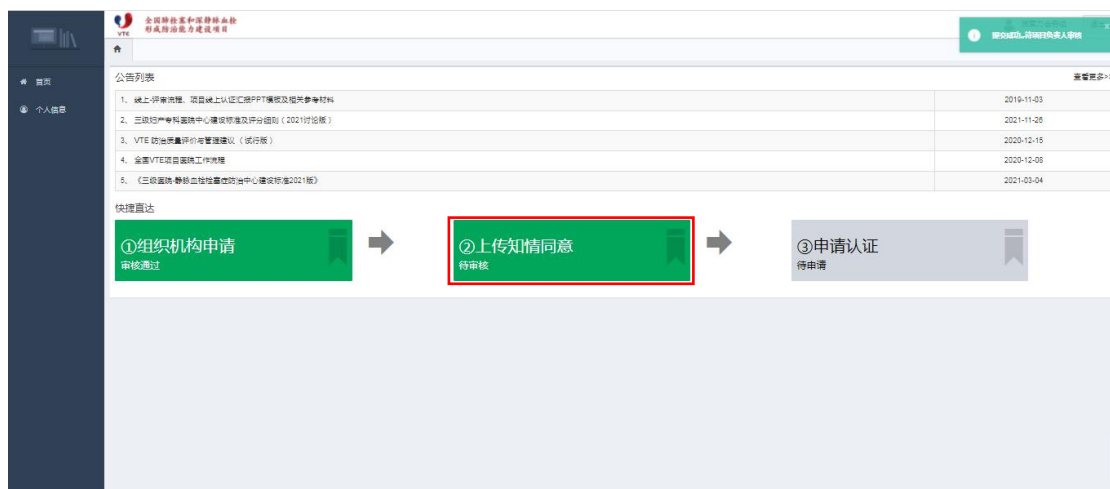 全国肺栓塞和深静脉血栓
形成防治能力建设项目
VTE
提交成功,待项目负责人审核
首页
个人信息
公告列表
查看更多>>
1、 线上-评审流程、项目线上认证汇报PPT模板及相关参考材料 2019-11-03
2、 三级妇产专科医院中心建设标准及评分细则（2021讨论版） 2021-11-26
3、 VTE 防治质量评价与管理建议 （试行版） 2020-12-15
4、 全国VTE项目医院工作流程 2020-12-08
5、 《三级医院-静脉血栓栓塞症防治中心建设标准2021版》 2021-03-04
快捷直达
①组织机构申请
审核通过
②上传知情同意
待审核
③申请认证
待申请